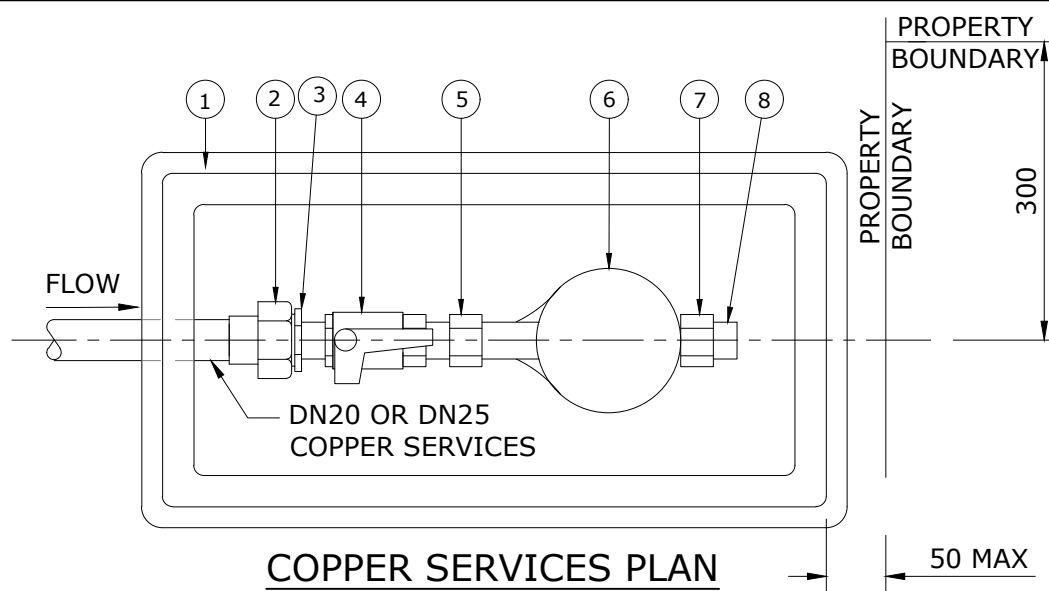 PROPERTY
BOUNDARY
1
2
3
4
5
6
7
8
PROPERTY
BOUNDARY
300
FLOW
DN20 OR DN25
COPPER SERVICES
COPPER SERVICES PLAN
50 MAX